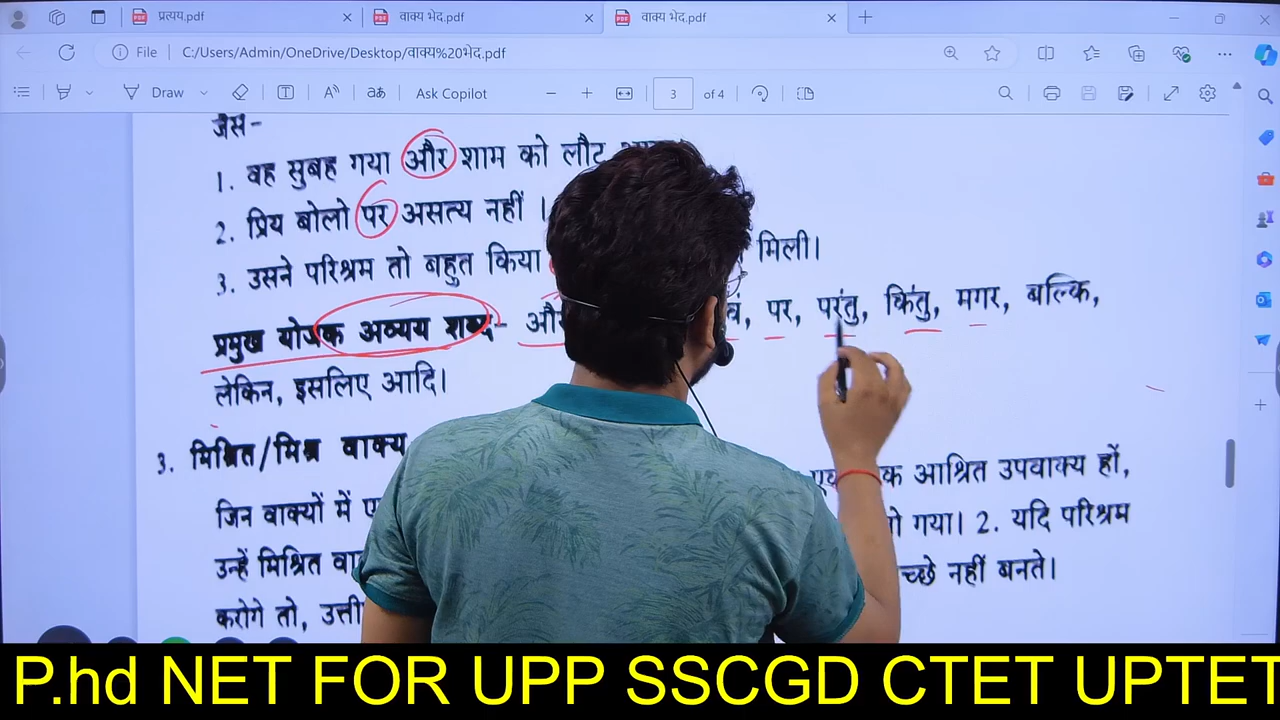 प्रत्यय.pdf
वाक्य भेद.pdf
वाक्य भेद.pdf
File
C:/Users/Admin/OneDrive/Desktop/वाक्य%20भेद.pdf
Draw
Ask Copilot
3 of 4
जैसे-
1. वह सुबह गया और शाम को लौट
2. प्रिय बोलो पर असत्य नहीं ।
3. उसने परिश्रम तो बहुत किया मिली।
प्रमुख योजक अव्यय शब्द- पर, परंतु, किंतु, मगर, बल्कि,
लेकिन, इसलिए आदि।
3. मिश्रित/मिश्र वाक्य
जिन वाक्यों में आश्रित उपवाक्य हों,
उन्हें मिश्रित गया। 2. यदि परिश्रम
करोगे तो, नहीं बनते।
P.hd NET FOR UPP SSCGD CTET UPTET